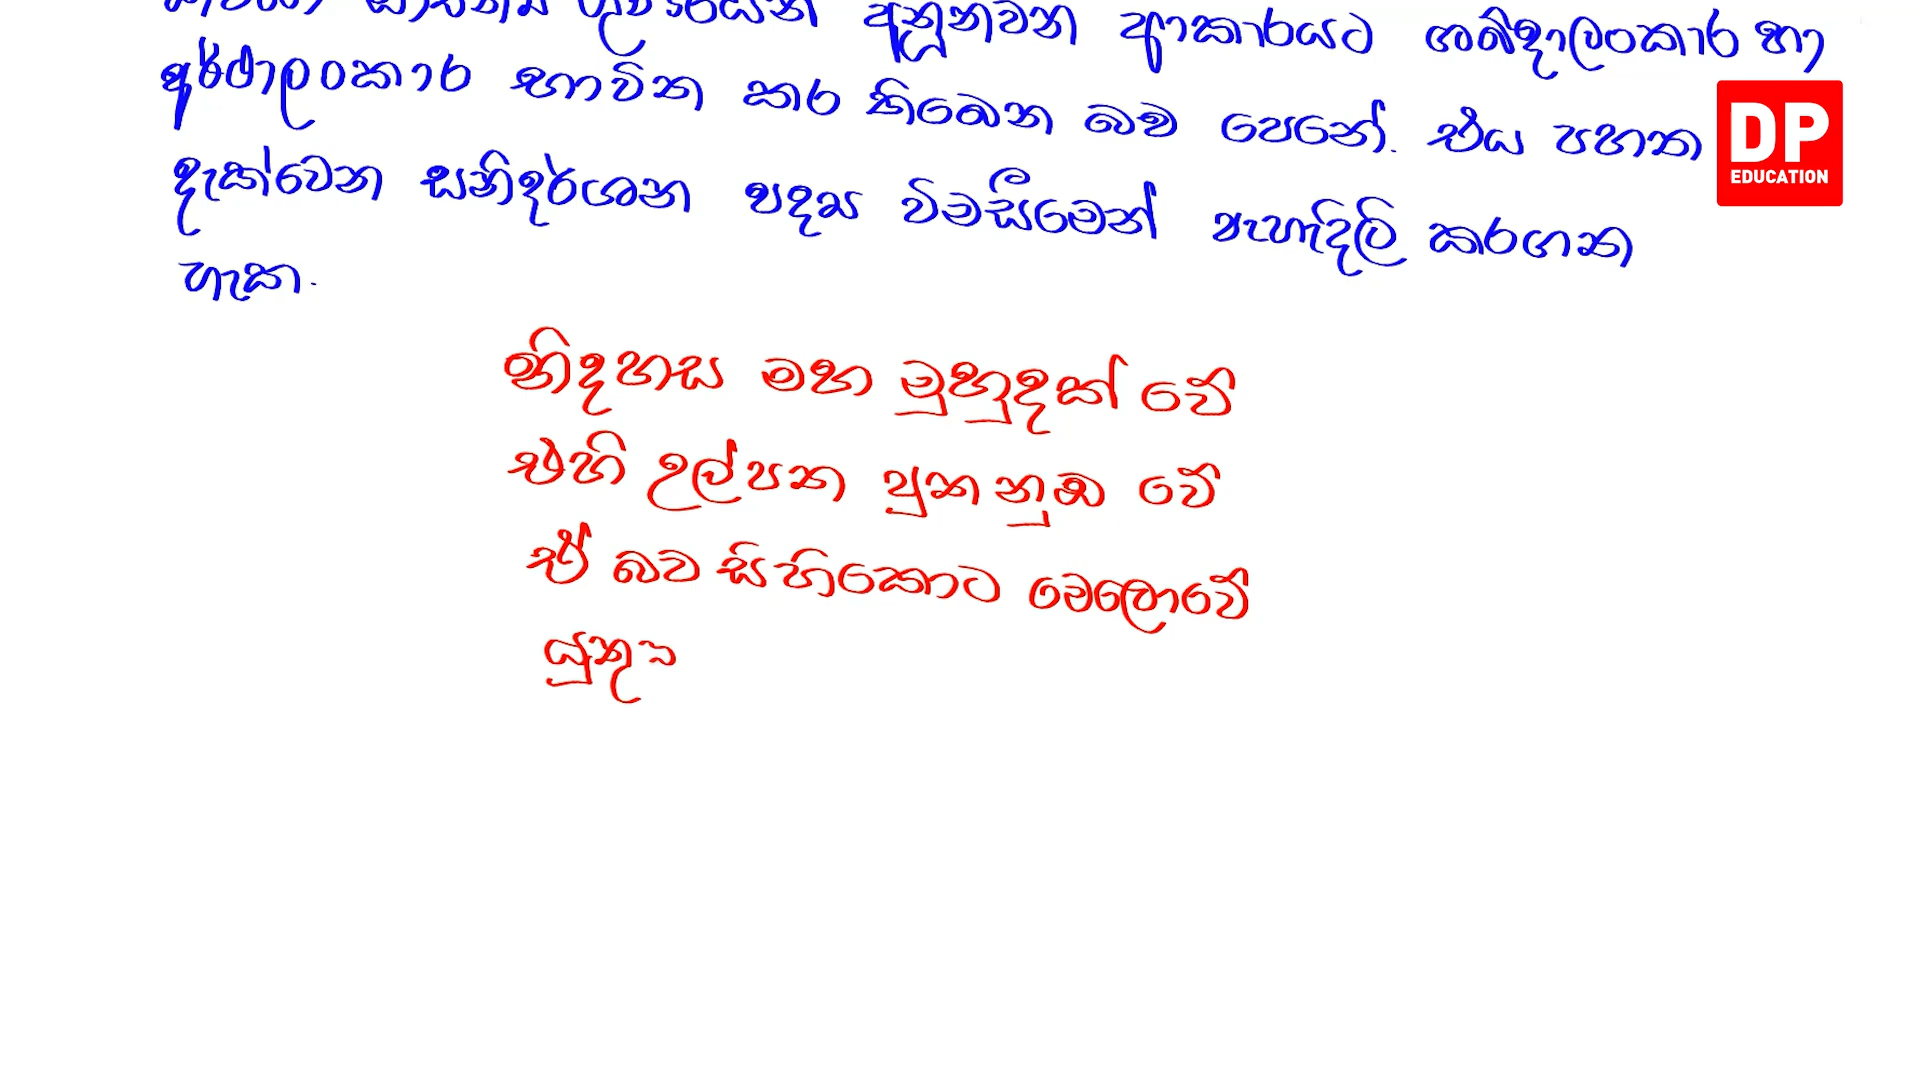 අනූනවන ආකාරයට ශබ්දාලංකාර හා
අර්ථාලංකාර භාවිත කර තිබෙන බව පෙනේ. එය පහත
දැක්වෙන සනිදර්ශන පද්‍ය විමසීමෙන් පැහැදිලි කරගත
හැක.
DP
EDUCATION
නිදහස මහ මුහුදක් වේ
එහි උල්පත පුතනුඹ වේ
ඒ බව සිහිකොට මෙලොවේ